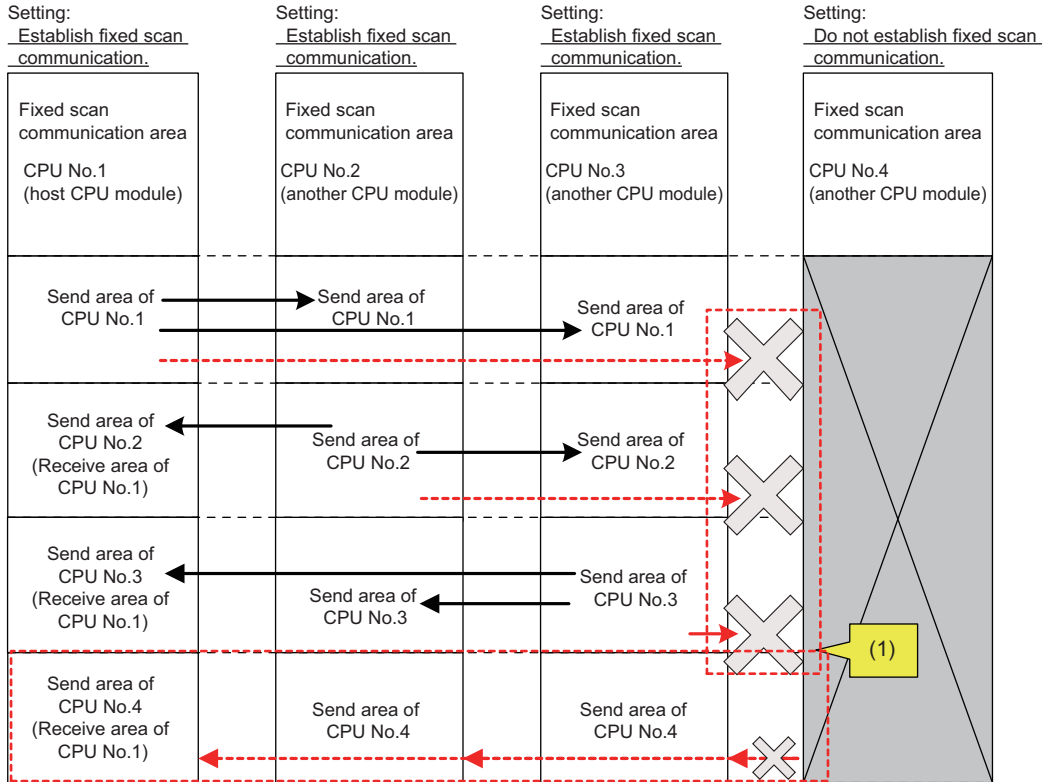 Setting:
Establish fixed scan
communication.
Setting:
Establish fixed scan
communication.
Setting:
Establish fixed scan
communication.
Setting:
Do not establish fixed scan
communication.
Fixed scan
communication area
CPU No.1
(host CPU module)
Fixed scan
communication area
CPU No.2
(another CPU module)
Fixed scan
communication area
CPU No.3
(another CPU module)
Fixed scan
communication area
CPU No.4
(another CPU module)
Send area of
CPU No.1
Send area of
CPU No.1
Send area of
CPU No.1
Send area of
CPU No.2
(Receive area of
CPU No.1)
Send area of
CPU No.2
Send area of
CPU No.2
Send area of
CPU No.3
(Receive area of
CPU No.1)
Send area of
CPU No.3
Send area of
CPU No.3
(1)
Send area of
CPU No.4
(Receive area of
CPU No.1)
Send area of
CPU No.4
Send area of
CPU No.4